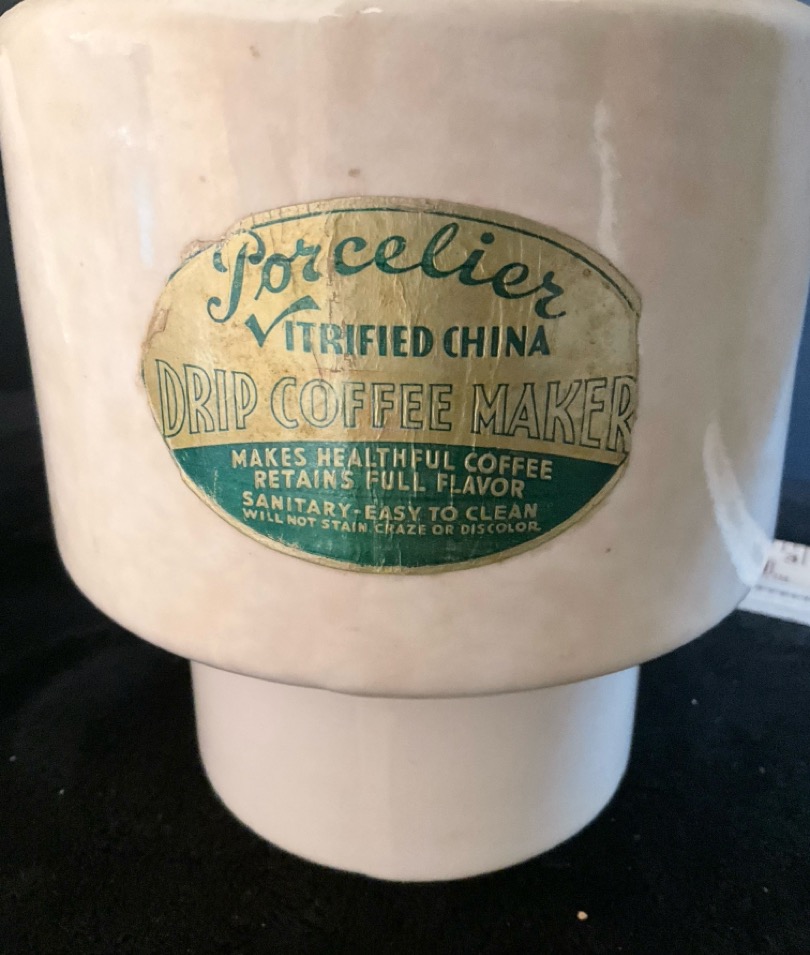 Porcelier
VITRIFIED CHINA
DRIP COFFEE MAKER
MAKES HEALTHFUL COFFEE
RETAINS FULL FLAVOR
SANITARY-EASY TO CLEAN
WILL NOT STAIN CRAZE OR DISCOLOR